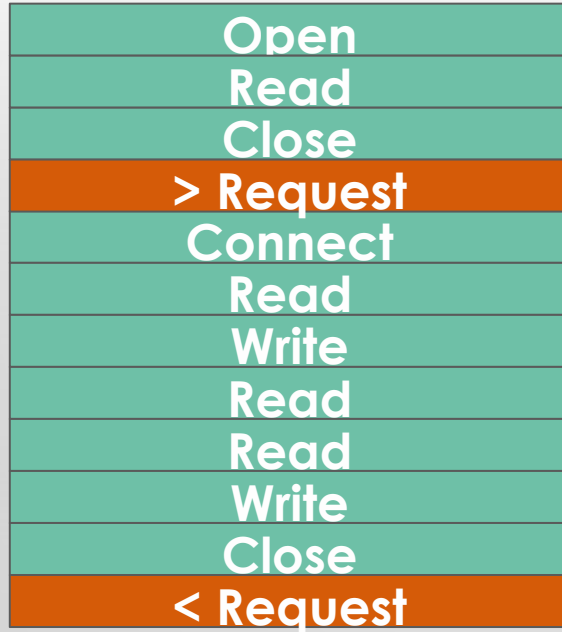 Open
Read
Close
> Request
Connect
Read
Write
Read
Read
Write
Close
< Request